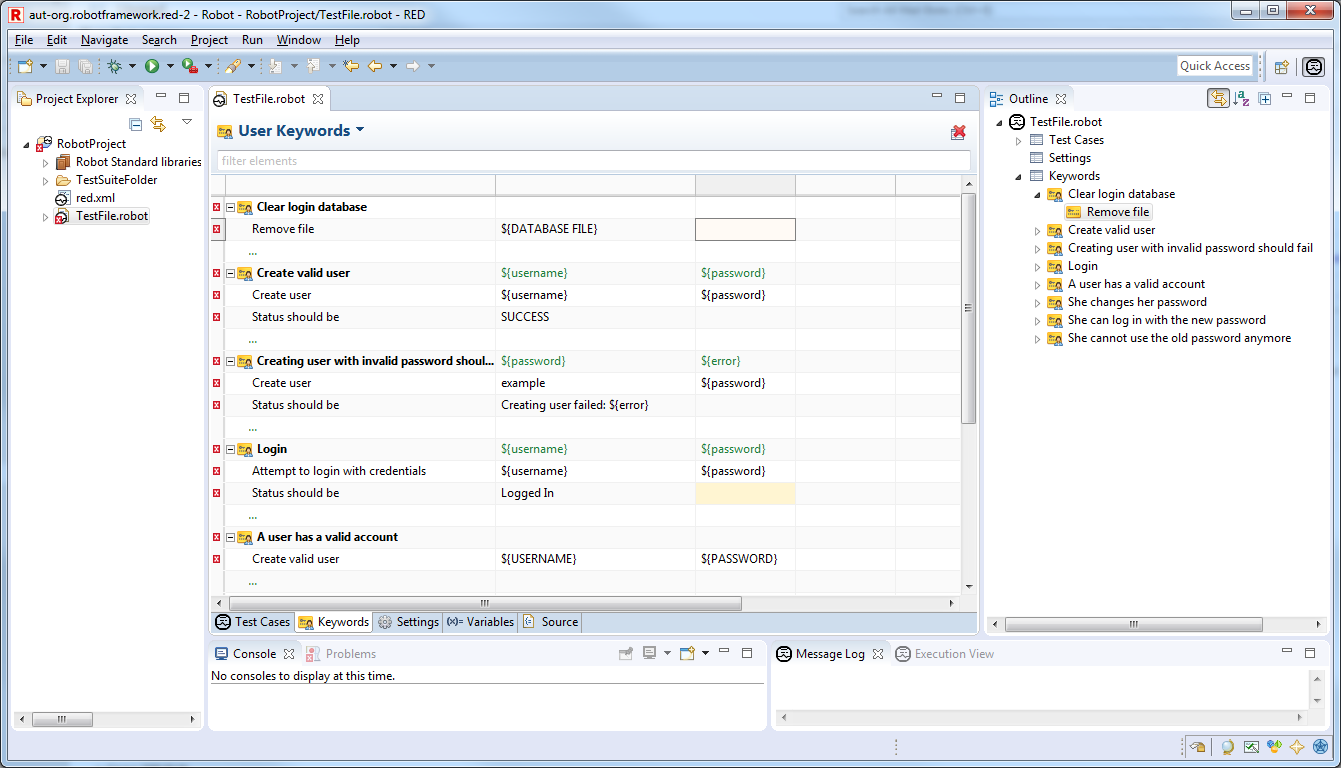 aut-org.robotframework.red-2 - Robot - RobotProject/TestFile.robot - RED
File Edit Navigate Search Project Run Window Help
Quick Access
Project Explorer
RobotProject
Robot Standard libraries
TestSuiteFolder
red.xml
TestFile.robot
TestFile.robot
User Keywords
filter elements
Clear login database
Remove file ${DATABASE FILE}
...
Create valid user ${username} ${password}
Create user ${username} ${password}
Status should be SUCCESS
...
Creating user with invalid password shoul... ${password} ${error}
Create user example ${password}
Status should be Creating user failed: ${error}
...
Login ${username} ${password}
Attempt to login with credentials ${username} ${password}
Status should be Logged In
...
A user has a valid account
Create valid user ${USERNAME} ${PASSWORD}
...
Test Cases Keywords Settings (x)= Variables Source
Outline
TestFile.robot
Test Cases
Settings
Keywords
Clear login database
Remove file
Create valid user
Creating user with invalid password should fail
Login
A user has a valid account
She changes her password
She can log in with the new password
She cannot use the old password anymore
Console Problems
No consoles to display at this time.
Message Log Execution View